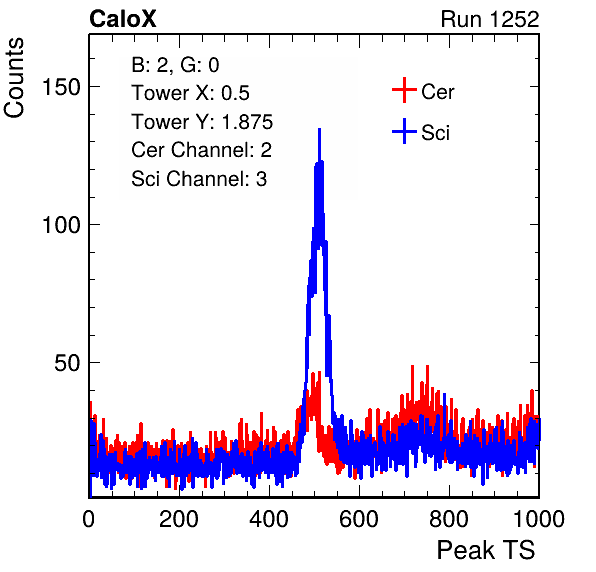 CaloX Run 1252
Counts
B: 2, G: 0
Tower X: 0.5
Tower Y: 1.875
Cer Channel: 2
Sci Channel: 3
Cer
Sci
150
100
50
0 200 400 600 800 1000
Peak TS